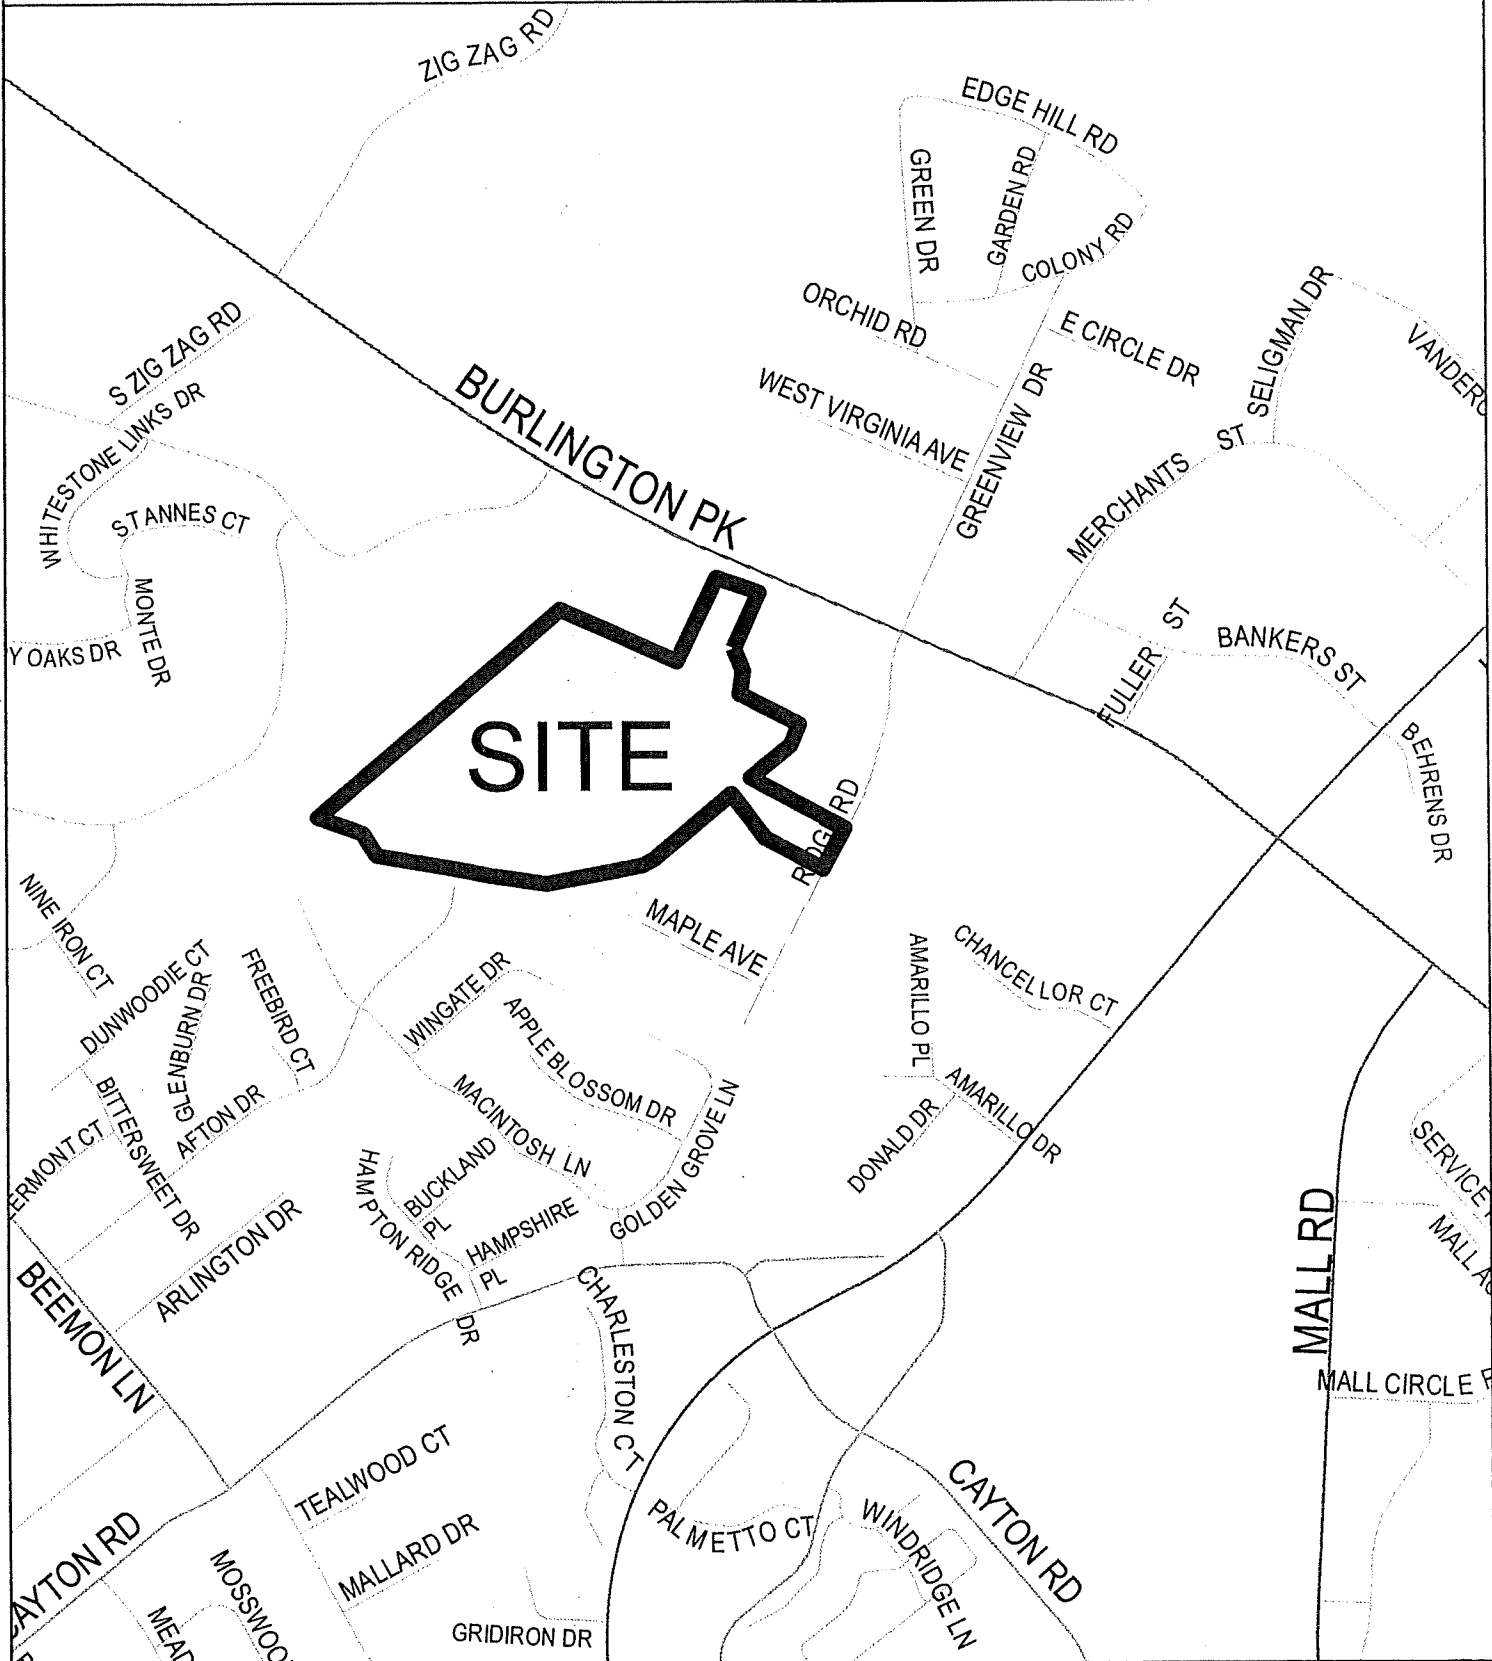 ZIG ZAG RD
EDGE HILL RD
GREEN DR
GARDEN RD
COLONY RD
ORCHID RD
E CIRCLE DR
SELIGMAN DR
S ZIG ZAG RD
WHITESTONE LINKS DR
BURLINGTON PK
WEST VIRGINIA AVE
GREENVIEW DR
MERCHANTS ST
ST ANNES CT
MONTE DR
OAKS DR
FULLER ST
BANKERS ST
BEHRENS DR
SITE
RD
MAPLE AVE
NINE IRON CT
DUNWOODIE CT
GLENBURN DR
FREEBIRD CT
WINGATE DR
APPLE BLOSSOM DR
AMARILLO PL
CHANCELLOR CT
BITTERSWEET DR
AFTON DR
MACINTOSH LN
GOLDEN GROVE LN
DONALD DR
AMARILLO DR
CT
HAMPTON RIDGE DR
BUCKLAND
PL
HAMPSHIRE
PL
ARLINGTON DR
BEEMON LN
CHARLESTON CT
MALL RD
SERVICE
MALL
MALL CIRCLE
TEALWOOD CT
MALLARD DR
PALMETTO CT
WINDRIDGE LN
CAYTON RD
RD
GRIDIRON DR